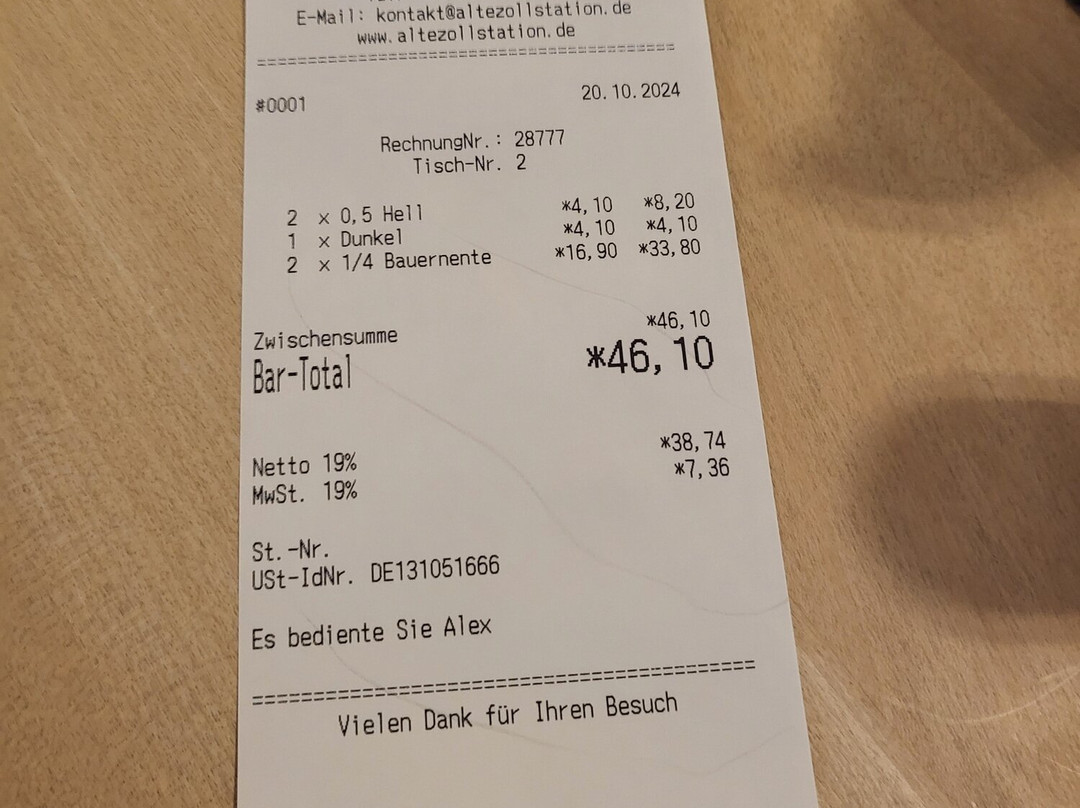 E-Mail: kontakt@altezollstation.de
www.altezollstation.de
========================================
#0001 20.10.2024
RechnungNr.: 28777
Tisch-Nr. 2
2 x 0,5 Hell *4,10 *8,20
1 x Dunkel *4,10 *4,10
2 x 1/4 Bauernente *16,90 *33,80
Zwischensumme *46,10
Bar-Total *46,10
Netto 19% *38,74
MwSt. 19% *7,36
St.-Nr.
USt-IdNr. DE131051666
Es bediente Sie Alex
========================================
Vielen Dank für Ihren Besuch